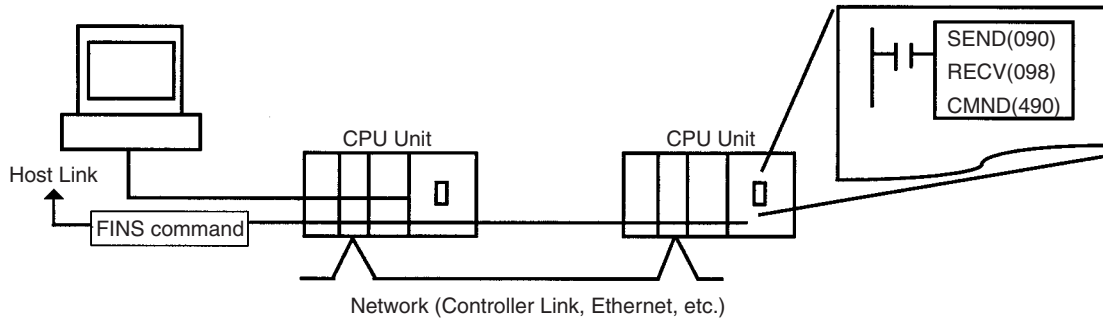 SEND(090)
RECV(098)
CMND(490)
CPU Unit
CPU Unit
Host Link
FINS command
Network (Controller Link, Ethernet, etc.)